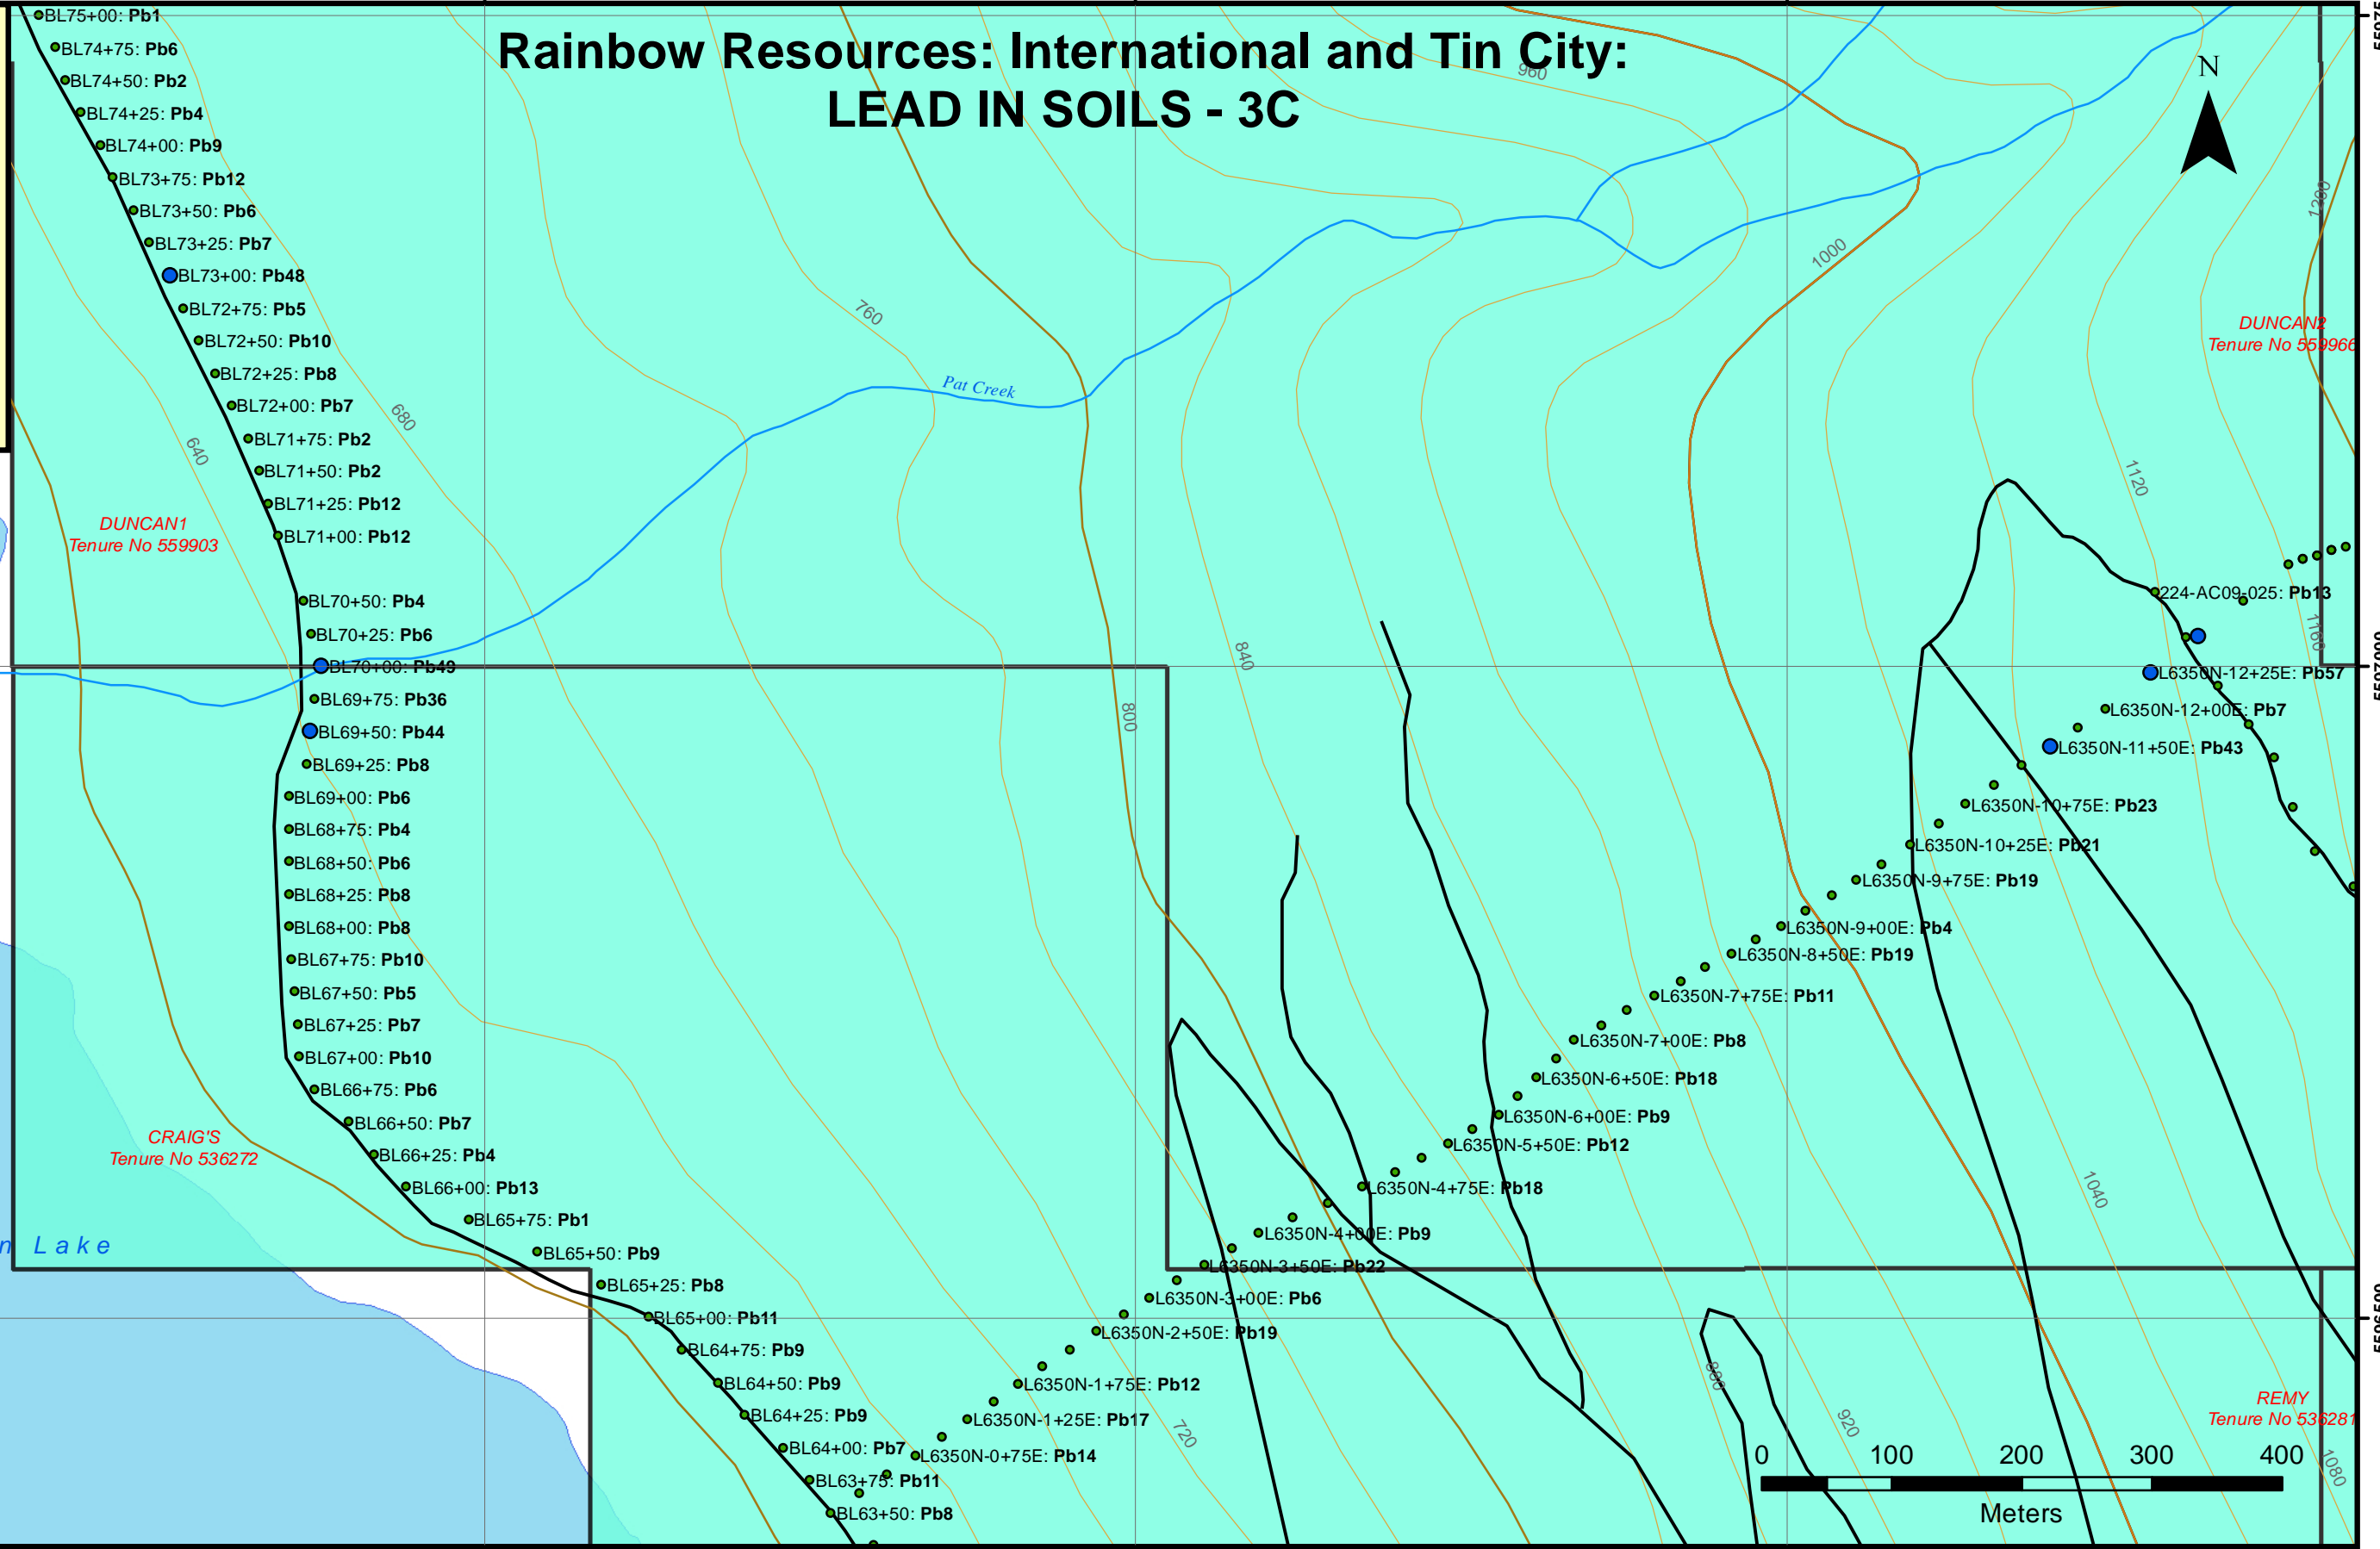 Rainbow Resources: International and Tin City:
LEAD IN SOILS - 3C
N
BL75+00: Pb1
BL74+75: Pb6
BL74+50: Pb2
BL74+25: Pb4
BL74+00: Pb9
BL73+75: Pb12
BL73+50: Pb6
BL73+25: Pb7
BL73+00: Pb48
BL72+75: Pb5
BL72+50: Pb10
BL72+25: Pb8
BL72+00: Pb7
BL71+75: Pb2
BL71+50: Pb2
BL71+25: Pb12
BL71+00: Pb12
BL70+50: Pb4
BL70+25: Pb6
BL70+00: Pb49
BL69+75: Pb36
BL69+50: Pb44
BL69+25: Pb8
BL69+00: Pb6
BL68+75: Pb4
BL68+50: Pb6
BL68+25: Pb8
BL68+00: Pb8
BL67+75: Pb10
BL67+50: Pb5
BL67+25: Pb7
BL67+00: Pb10
BL66+75: Pb6
BL66+50: Pb7
BL66+25: Pb4
BL66+00: Pb13
BL65+75: Pb1
BL65+50: Pb9
BL65+25: Pb8
BL65+00: Pb11
BL64+75: Pb9
BL64+50: Pb9
BL64+25: Pb9
BL64+00: Pb7
BL63+75: Pb11
BL63+50: Pb8
224-AC09-025: Pb13
L6350N-12+25E: Pb57
L6350N-12+00E: Pb7
L6350N-11+50E: Pb43
L6350N-10+75E: Pb23
L6350N-10+25E: Pb21
L6350N-9+75E: Pb19
L6350N-9+00E: Pb4
L6350N-8+50E: Pb19
L6350N-7+75E: Pb11
L6350N-7+00E: Pb8
L6350N-6+50E: Pb18
L6350N-6+00E: Pb9
L6350N-5+50E: Pb12
L6350N-4+75E: Pb18
L6350N-4+00E: Pb9
L6350N-3+50E: Pb22
L6350N-3+00E: Pb6
L6350N-2+50E: Pb19
L6350N-1+75E: Pb12
L6350N-1+25E: Pb17
L6350N-0+75E: Pb14
DUNCAN1
Tenure No 559903
DUNCAN2
Tenure No 559966
CRAIG'S
Tenure No 536272
REMY
Tenure No 536281
Pat Creek
n Lake
640
680
760
960
1000
1200
1120
1160
840
800
720
880
920
1040
1080
0 100 200 300 400
Meters